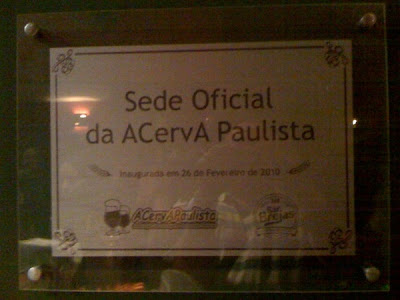 Sede Oficial
da ACervA Paulista
Inaugurada em 26 de Fevereiro de 2010
ACervA Paulista